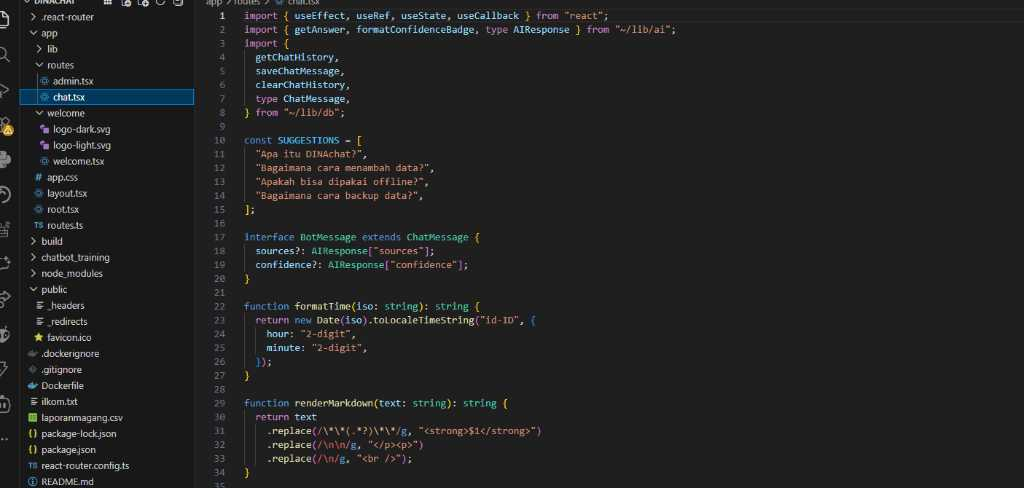 DINACHAT
app > routes > chat.tsx
.react-router
app
lib
routes
admin.tsx
chat.tsx
welcome
logo-dark.svg
logo-light.svg
welcome.tsx
# app.css
layout.tsx
root.tsx
TS routes.ts
build
chatbot_training
node_modules
public
_headers
_redirects
favicon.ico
.dockerignore
.gitignore
Dockerfile
ilkom.txt
laporanmagang.csv
{} package-lock.json
{} package.json
TS react-router.config.ts
README.md
1 import { useEffect, useRef, useState, useCallback } from "react";
2 import { getAnswer, formatConfidenceBadge, type AIResponse } from "~/lib/ai";
3 import {
4 getChatHistory,
5 saveChatMessage,
6 clearChatHistory,
7 type ChatMessage,
8 } from "~/lib/db";
9
10 const SUGGESTIONS = [
11 "Apa itu DINAchat?",
12 "Bagaimana cara menambah data?",
13 "Apakah bisa dipakai offline?",
14 "Bagaimana cara backup data?",
15 ];
16
17 interface BotMessage extends ChatMessage {
18 sources?: AIResponse["sources"];
19 confidence?: AIResponse["confidence"];
20 }
21
22 function formatTime(iso: string): string {
23 return new Date(iso).toLocaleTimeString("id-ID", {
24 hour: "2-digit",
25 minute: "2-digit",
26 });
27 }
28
29 function renderMarkdown(text: string): string {
30 return text
31 .replace(/\*\*(.*?)\*\*/g, "<strong>$1</strong>")
32 .replace(/\n\n/g, "</p><p>")
33 .replace(/\n/g, "<br />");
34 }
35